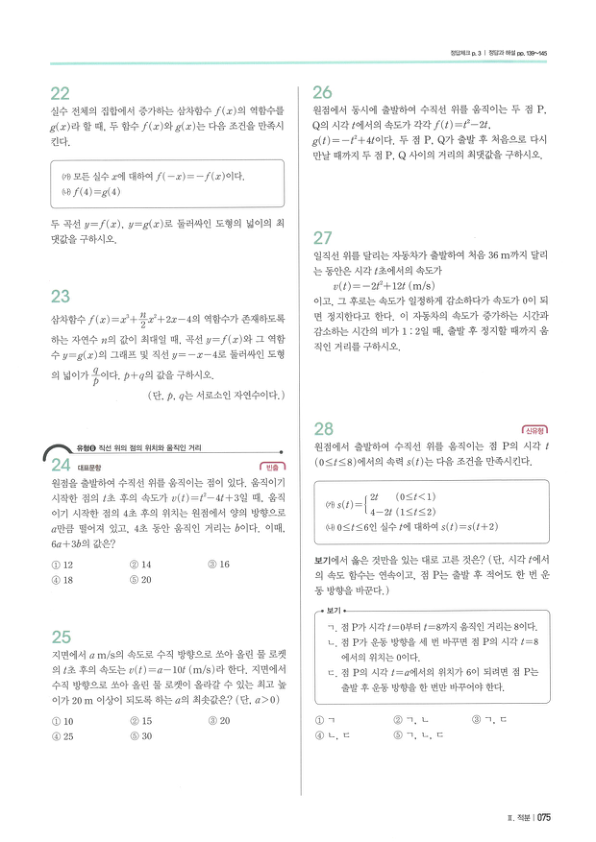 정답체크 p. 3 | 정답과 해설 pp. 139~145
22
실수 전체의 집합에서 증가하는 삼차함수 f(x)의 역함수를
g(x)라 할 때, 두 함수 f(x)와 g(x)는 다음 조건을 만족시
킨다.
㈎ 모든 실수 x에 대하여 f(-x)=-f(x)이다.
㈏ f(4)=g(4)
두 곡선 y=f(x), y=g(x)로 둘러싸인 도형의 넓이의 최
댓값을 구하시오.
23
삼차함수 f(x)=x³+n/2x²+2x-4의 역함수가 존재하도록
하는 자연수 n의 값이 최대일 때, 곡선 y=f(x)와 그 역함
수 y=g(x)의 그래프 및 직선 y=-x-4로 둘러싸인 도형
의 넓이가 q/p이다. p+q의 값을 구하시오.
(단, p, q는 서로소인 자연수이다.)
직선 위의 점의 위치와 움직인 거리
24 대표문항 빈출
원점을 출발하여 수직선 위를 움직이는 점이 있다. 움직이기
시작한 점의 t초 후의 속도가 v(t)=t²-4t+3일 때, 움직
이기 시작한 점의 4초 후의 위치는 원점에서 양의 방향으로
a만큼 떨어져 있고, 4초 동안 움직인 거리는 b이다. 이때,
6a+3b의 값은?
① 12 ② 14 ③ 16
④ 18 ⑤ 20
25
지면에서 a m/s의 속도로 수직 방향으로 쏘아 올린 물 로켓
의 t초 후의 속도는 v(t)=a-10t (m/s)라 한다. 지면에서
수직 방향으로 쏘아 올린 물 로켓이 올라갈 수 있는 최고 높
이가 20 m 이상이 되도록 하는 a의 최솟값은? (단, a>0)
① 10 ② 15 ③ 20
④ 25 ⑤ 30
26
원점에서 동시에 출발하여 수직선 위를 움직이는 두 점 P,
Q의 시각 t에서의 속도가 각각 f(t)=t²-2t,
g(t)=-t²+4t이다. 두 점 P, Q가 출발 후 처음으로 다시
만날 때까지 두 점 P, Q 사이의 거리의 최댓값을 구하시오.
27
일직선 위를 달리는 자동차가 출발하여 처음 36 m까지 달리
는 동안은 시각 t초에서의 속도가
v(t)=-2t²+12t (m/s)
이고, 그 후로는 속도가 일정하게 감소하다가 속도가 0이 되
면 정지한다고 한다. 이 자동차의 속도가 증가하는 시간과
감소하는 시간의 비가 1 : 2일 때, 출발 후 정지할 때까지 움
직인 거리를 구하시오.
28 신유형
원점에서 출발하여 수직선 위를 움직이는 점 P의 시각 t
(0≤t≤8)에서의 속력 s(t)는 다음 조건을 만족시킨다.
㈎ s(t)={ 2t (0≤t<1)
4-2t (1≤t≤2)
㈏ 0≤t≤6인 실수 t에 대하여 s(t)=s(t+2)
보기에서 옳은 것만을 있는 대로 고른 것은? (단, 시각 t에서
의 속도 함수는 연속이고, 점 P는 출발 후 적어도 한 번 운
동 방향을 바꾼다.)
보기
ㄱ. 점 P가 시각 t=0부터 t=8까지 움직인 거리는 8이다.
ㄴ. 점 P가 운동 방향을 세 번 바꾸면 점 P의 시각 t=8
에서의 위치는 0이다.
ㄷ. 점 P의 시각 t=a에서의 위치가 6이 되려면 점 P는
출발 후 운동 방향을 한 번만 바꾸어야 한다.
① ㄱ ② ㄱ, ㄴ ③ ㄱ, ㄷ
④ ㄴ, ㄷ ⑤ ㄱ, ㄴ, ㄷ
Ⅱ. 적분 | 075